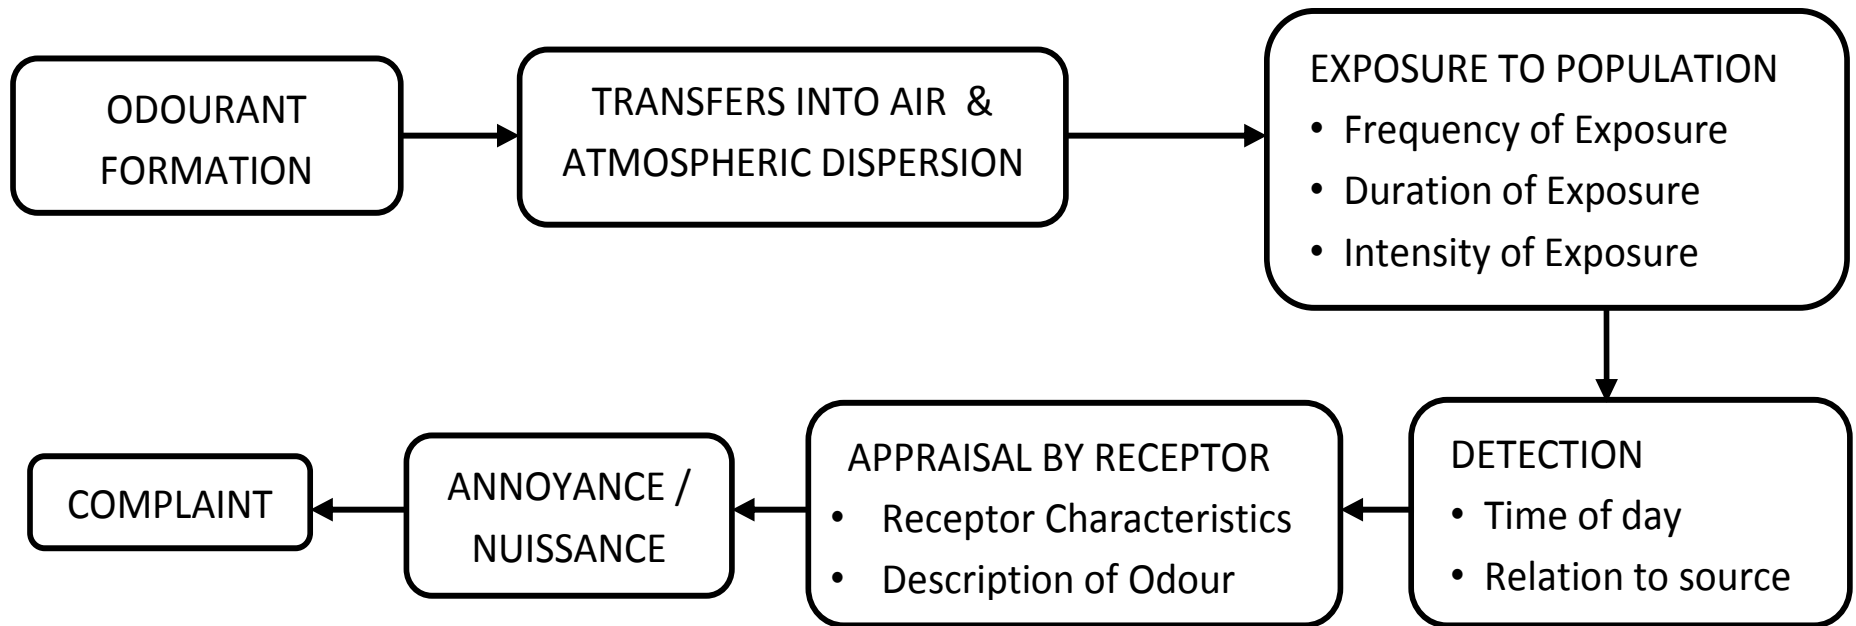 ODOURANT
FORMATION
TRANSFERS INTO AIR &
ATMOSPHERIC DISPERSION
EXPOSURE TO POPULATION
• Frequency of Exposure
• Duration of Exposure
• Intensity of Exposure
DETECTION
• Time of day
• Relation to source
APPRAISAL BY RECEPTOR
• Receptor Characteristics
• Description of Odour
ANNOYANCE /
NUISSANCE
COMPLAINT